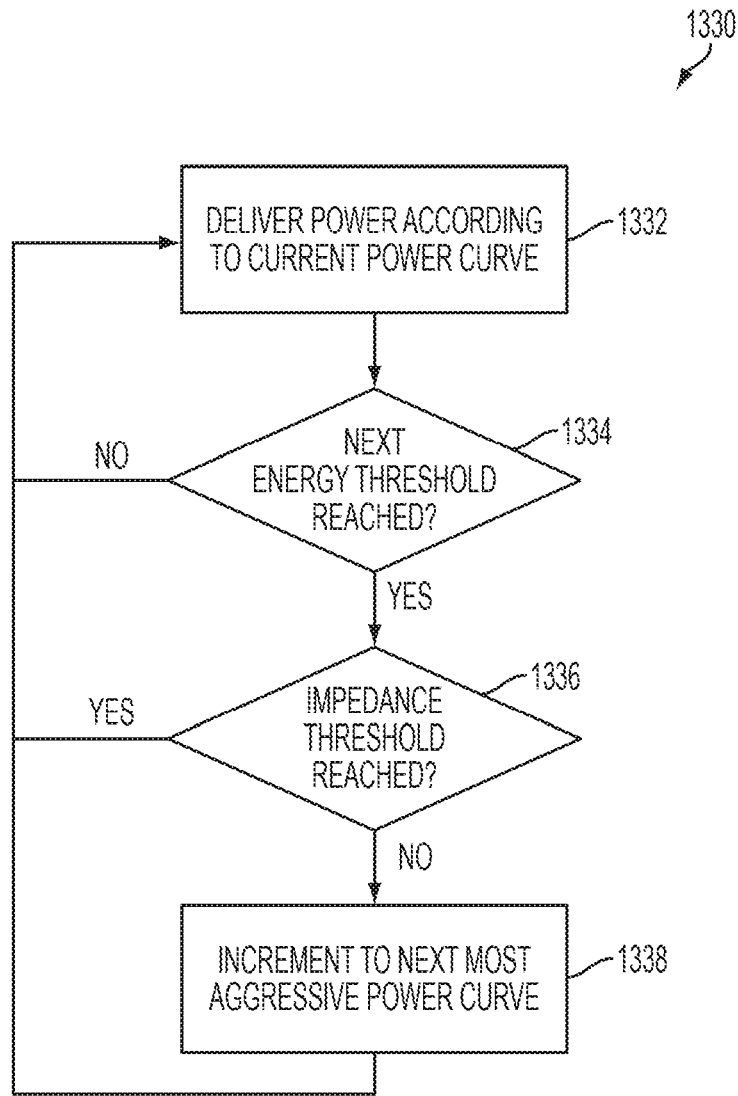 1330
DELIVER POWER ACCORDING
TO CURRENT POWER CURVE
1332
NEXT
ENERGY THRESHOLD
REACHED?
1334
NO
YES
IMPEDANCE
THRESHOLD
REACHED?
1336
YES
NO
INCREMENT TO NEXT MOST
AGGRESSIVE POWER CURVE
1338